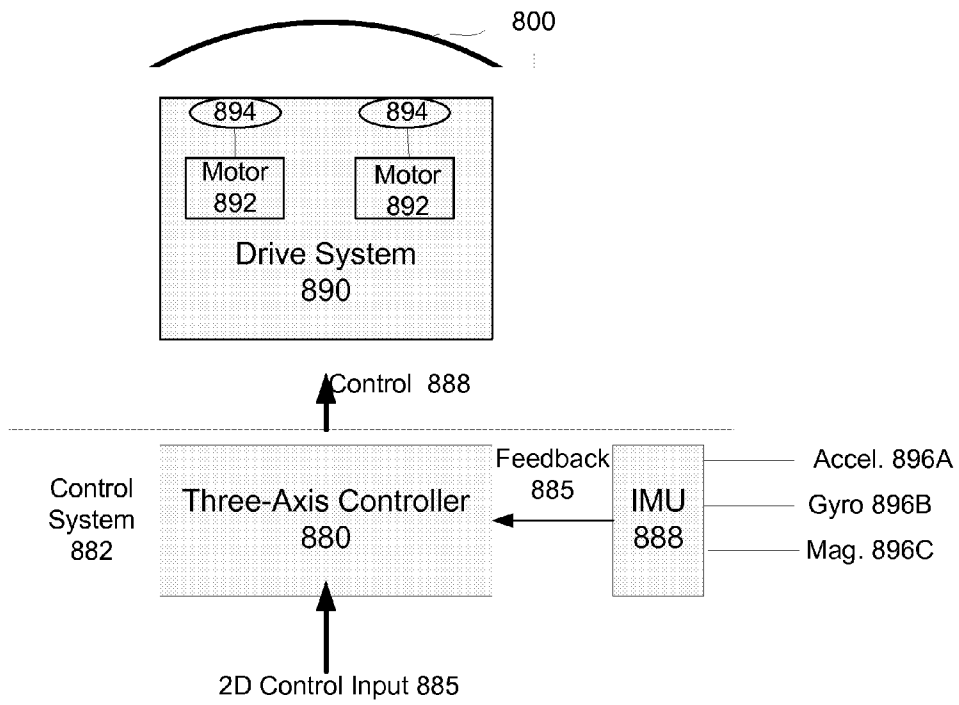 800
894
894
Motor
892
Motor
892
Drive System
890
Control 888
Control
System
882
Three-Axis Controller
880
Feedback
885
IMU
888
Accel. 896A
Gyro 896B
Mag. 896C
2D Control Input 885